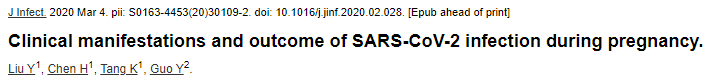 J Infect. 2020 Mar 4. pii: S0163-4453(20)30109-2. doi: 10.1016/j.jinf.2020.02.028. [Epub ahead of print]
Clinical manifestations and outcome of SARS-CoV-2 infection during pregnancy.
Liu Y1, Chen H1, Tang K1, Guo Y2.